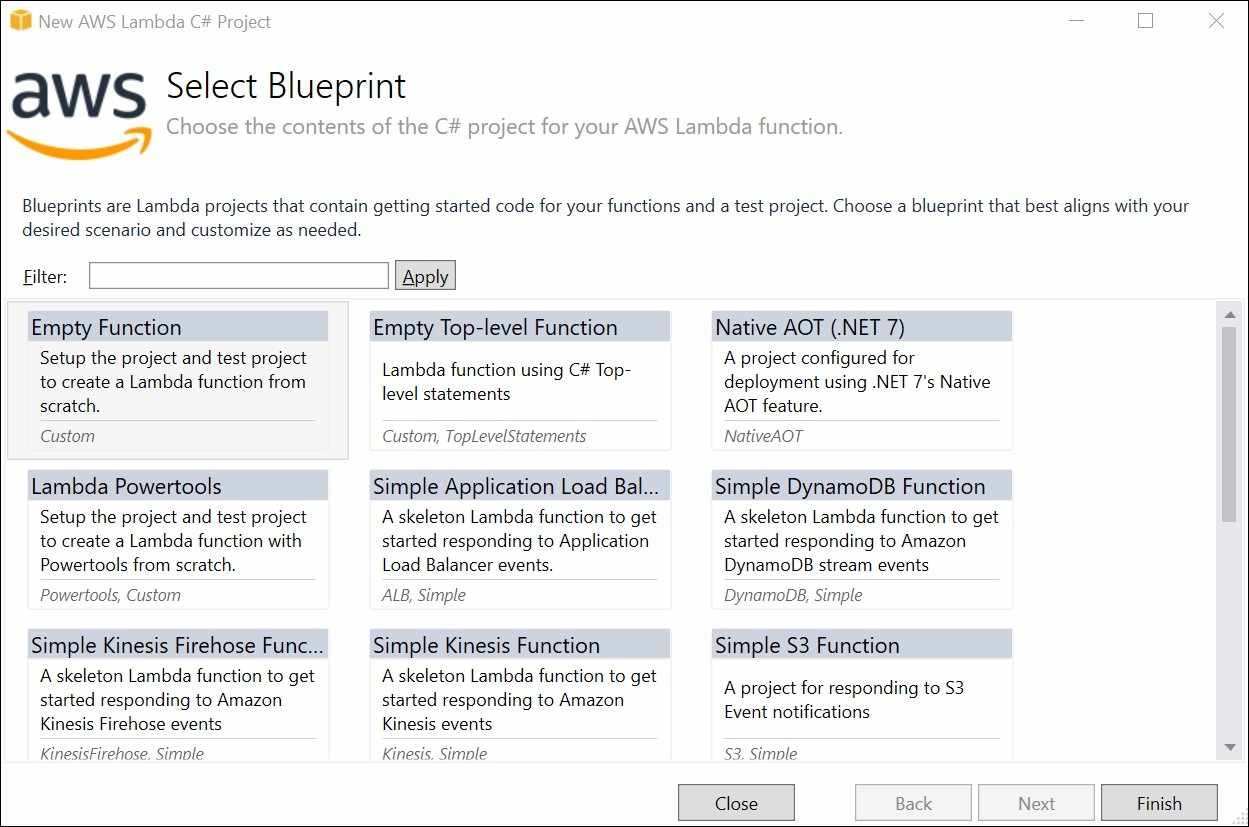 New AWS Lambda C# Project
aws
Select Blueprint
Choose the contents of the C# project for your AWS Lambda function.
Blueprints are Lambda projects that contain getting started code for your functions and a test project. Choose a blueprint that best aligns with your
desired scenario and customize as needed.
Filter:
Apply
Empty Function
Setup the project and test project
to create a Lambda function from
scratch.
Custom
Empty Top-level Function
Lambda function using C# Top-
level statements
Custom, TopLevelStatements
Native AOT (.NET 7)
A project configured for
deployment using .NET 7's Native
AOT feature.
NativeAOT
Lambda Powertools
Setup the project and test project
to create a Lambda function with
Powertools from scratch.
Powertools, Custom
Simple Application Load Bal...
A skeleton Lambda function to get
started responding to Application
Load Balancer events.
ALB, Simple
Simple DynamoDB Function
A skeleton Lambda function to get
started responding to Amazon
DynamoDB stream events
DynamoDB, Simple
Simple Kinesis Firehose Func...
A skeleton Lambda function to get
started responding to Amazon
Kinesis Firehose events
KinesisFirehose, Simple
Simple Kinesis Function
A skeleton Lambda function to get
started responding to Amazon
Kinesis events
Kinesis, Simple
Simple S3 Function
A project for responding to S3
Event notifications
S3, Simple
Close
Back
Next
Finish